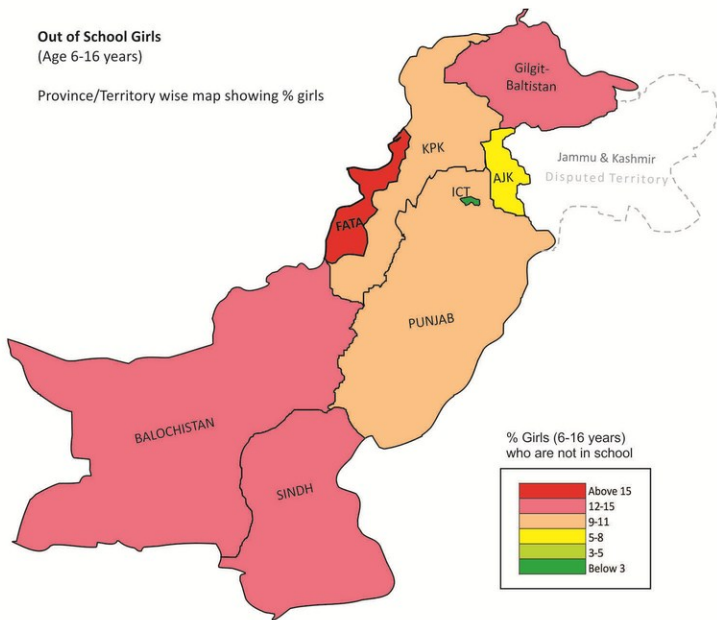 Out of School Girls
(Age 6-16 years)
Province/Territory wise map showing % girls
Gilgit-
Baltistan
KPK
Jammu & Kashmir
Disputed Territory
AJK
ICT
FATA
PUNJAB
BALOCHISTAN
SINDH
% Girls (6-16 years)
who are not in school
Above 15
12-15
9-11
5-8
3-5
Below 3